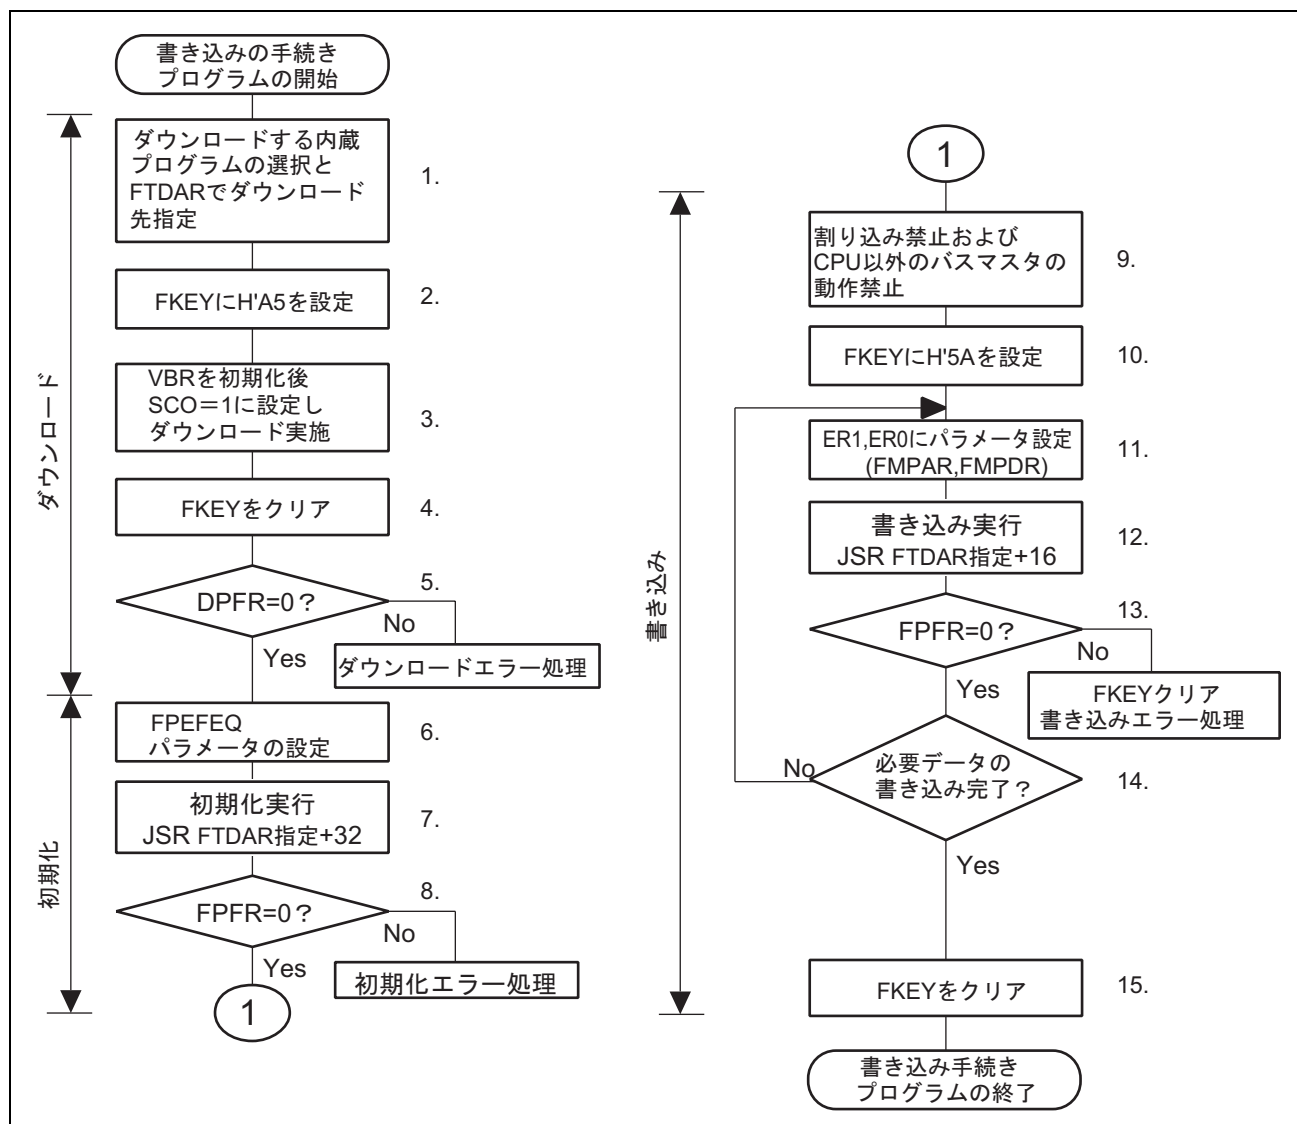 書き込みの手続き
プログラムの開始
ダウンロード
ダウンロードする内蔵
プログラムの選択と
FTDARでダウンロード
先指定
1.
FKEYにH'A5を設定
2.
VBRを初期化後
SCO=1に設定し
ダウンロード実施
3.
FKEYをクリア
4.
DPFR=0?
5.
No
Yes
ダウンロードエラー処理
初期化
FPEFEQ
パラメータの設定
6.
初期化実行
JSR FTDAR指定+32
7.
FPFR=0?
8.
No
Yes
初期化エラー処理
1
1
書き込み
割り込み禁止および
CPU以外のバスマスタの
動作禁止
9.
FKEYにH'5Aを設定
10.
ER1,ER0にパラメータ設定
(FMPAR,FMPDR)
11.
書き込み実行
JSR FTDAR指定+16
12.
FPFR=0?
13.
No
Yes
FKEYクリア
書き込みエラー処理
必要データの
書き込み完了?
14.
No
Yes
FKEYをクリア
15.
書き込み手続き
プログラムの終了